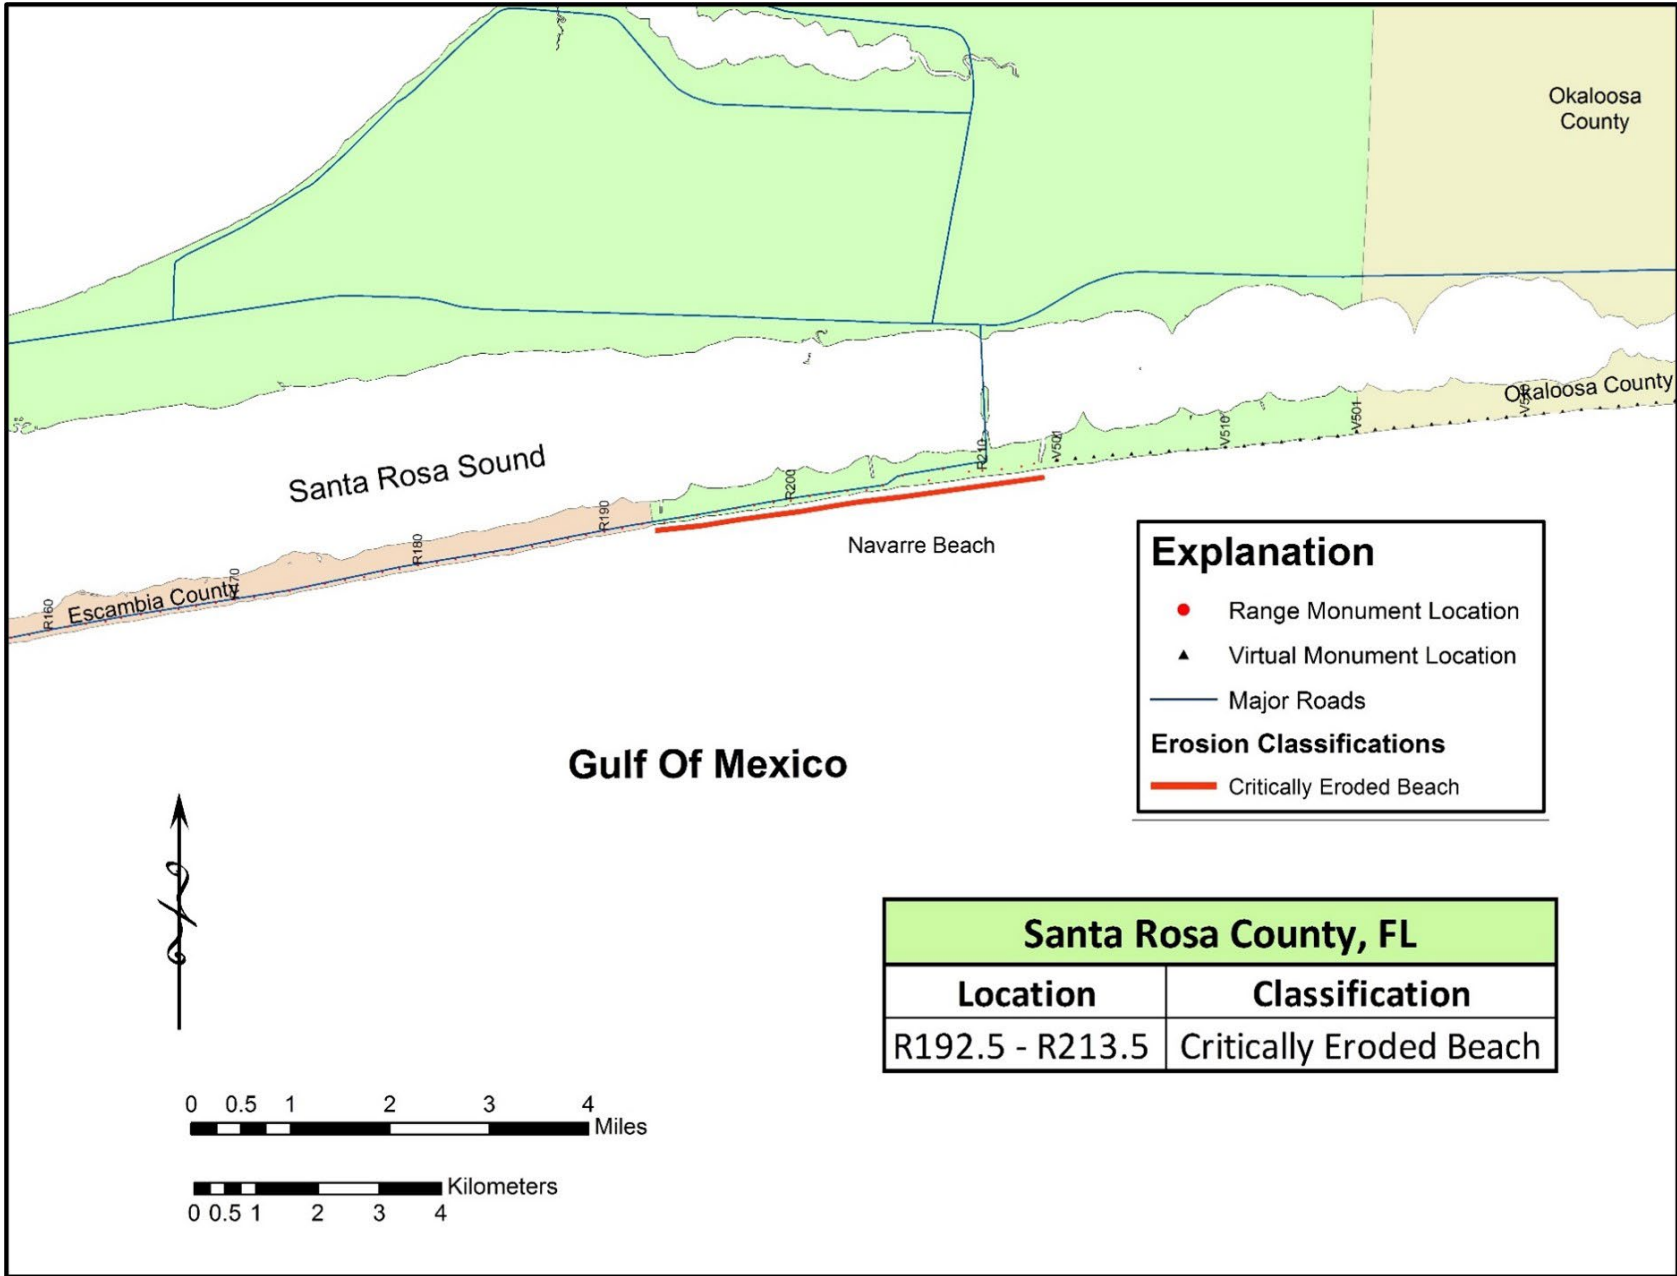 Okaloosa
County
Okaloosa County
V501
V510
V501
R210
R200
R190
R180
R160
Santa Rosa Sound
Escambia County
Navarre Beach
Gulf Of Mexico
Explanation
Range Monument Location
Virtual Monument Location
Major Roads
Erosion Classifications
Critically Eroded Beach
Santa Rosa County, FL
Location Classification
R192.5 - R213.5 Critically Eroded Beach
0 0.5 1 2 3 4
Miles
Kilometers
0 0.5 1 2 3 4